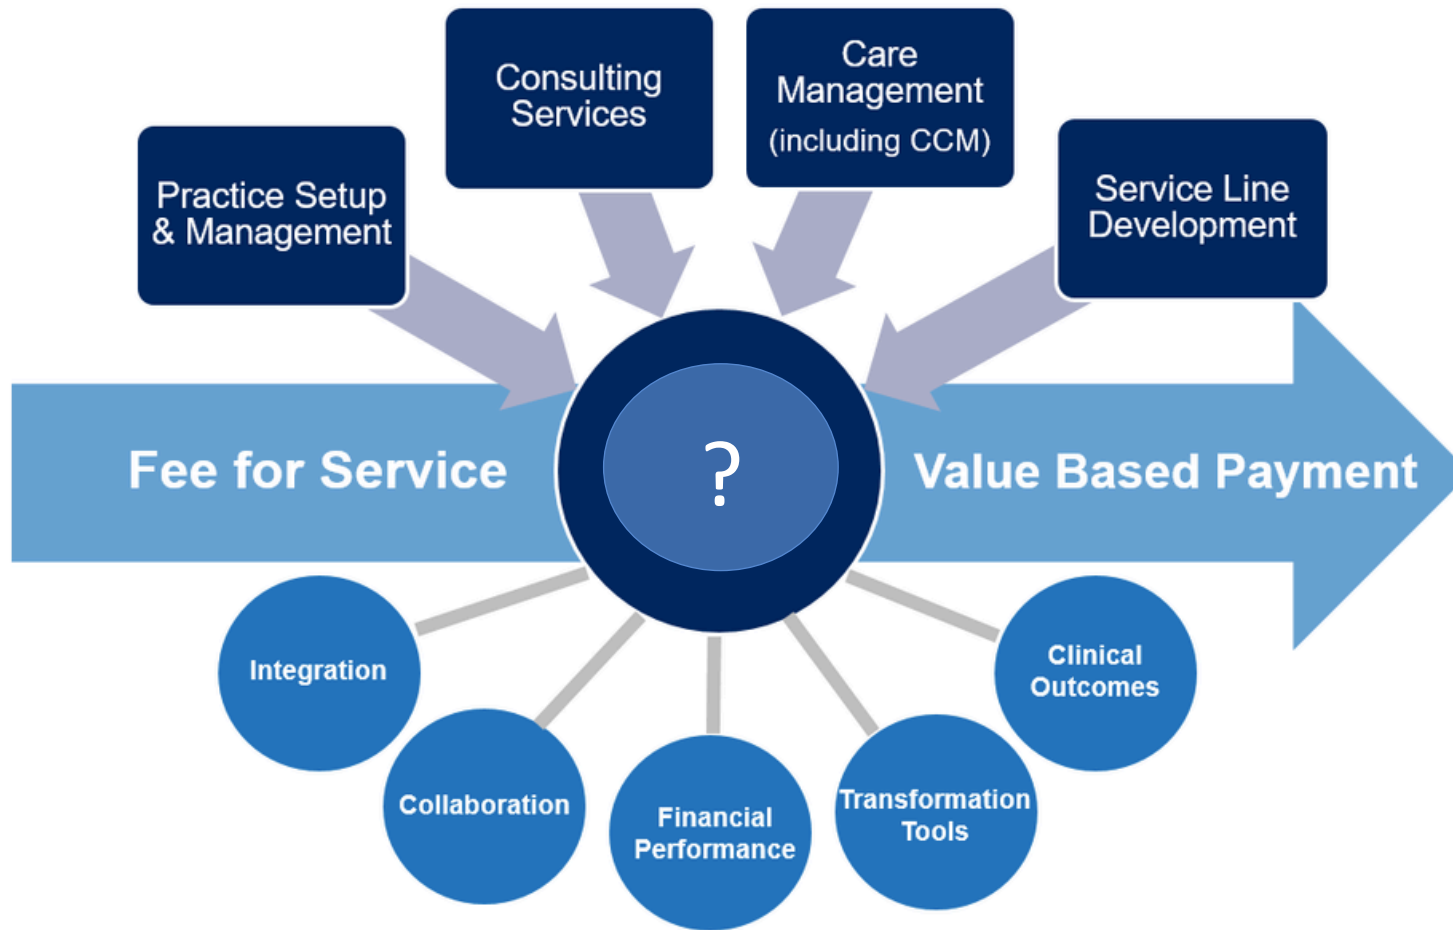 Consulting
Services
Care
Management
(including CCM)
Practice Setup
& Management
Service Line
Development
Fee for Service
?
Value Based Payment
Integration
Collaboration
Financial
Performance
Transformation
Tools
Clinical
Outcomes